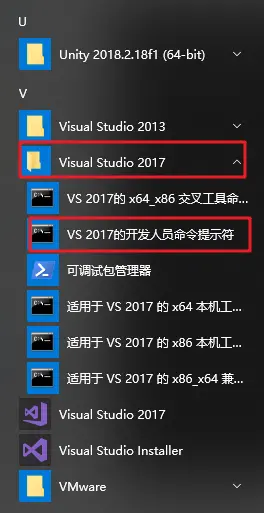 U
Unity 2018.2.18f1 (64-bit)
V
Visual Studio 2013
Visual Studio 2017
VS 2017的 x64_x86 交叉工具命...
VS 2017的开发人员命令提示符
可调试包管理器
适用于 VS 2017 的 x64 本机工...
适用于 VS 2017 的 x86 本机工...
适用于 VS 2017 的 x86_x64 兼...
Visual Studio 2017
Visual Studio Installer
VMware